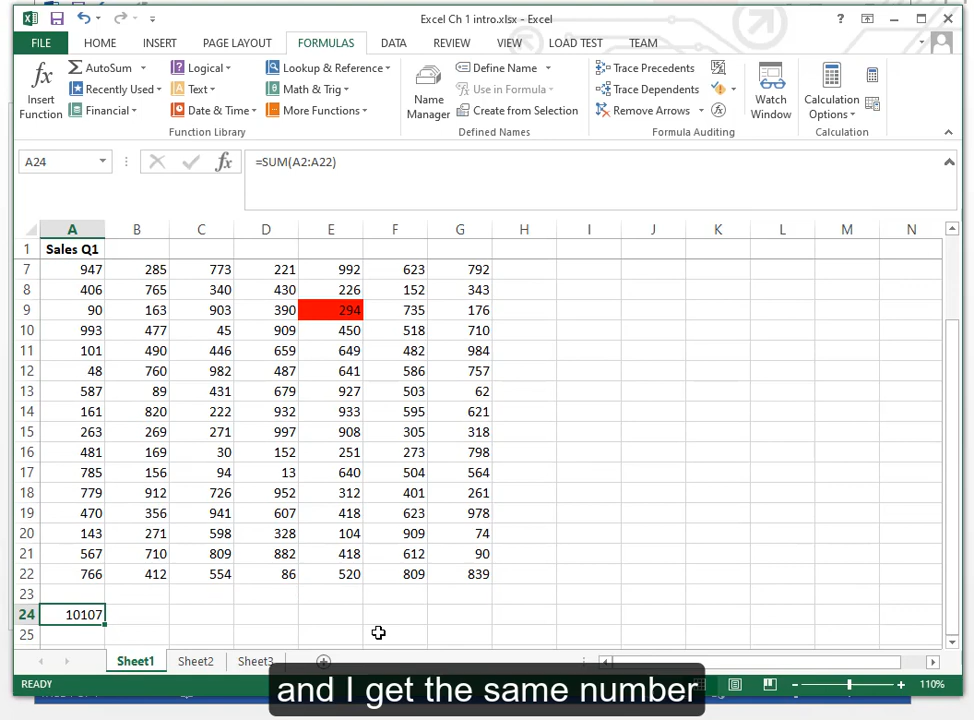 Excel Ch 1 intro.xlsx - Excel
FILE HOME INSERT PAGE LAYOUT FORMULAS DATA REVIEW VIEW LOAD TEST TEAM
fx Insert Function
Σ AutoSum
Recently Used
Financial
Logical
Text
Date & Time
Lookup & Reference
Math & Trig
More Functions
Function Library
Name Manager
Define Name
Use in Formula
Create from Selection
Defined Names
Trace Precedents
Trace Dependents
Remove Arrows
Formula Auditing
Watch Window
Calculation Options
Calculation
A24 fx =SUM(A2:A22)
A B C D E F G H I J K L M N
1 Sales Q1
7 947 285 773 221 992 623 792
8 406 765 340 430 226 152 343
9 90 163 903 390 294 735 176
10 993 477 45 909 450 518 710
11 101 490 446 659 649 482 984
12 48 760 982 487 641 586 757
13 587 89 431 679 927 503 62
14 161 820 222 932 933 595 621
15 263 269 271 997 908 305 318
16 481 169 30 152 251 273 798
17 785 156 94 13 640 504 564
18 779 912 726 952 312 401 261
19 470 356 941 607 418 623 978
20 143 271 598 328 104 909 74
21 567 710 809 882 418 612 90
22 766 412 554 86 520 809 839
23
24 10107
25
Sheet1 Sheet2 Sheet3
READY 110%
and I get the same number